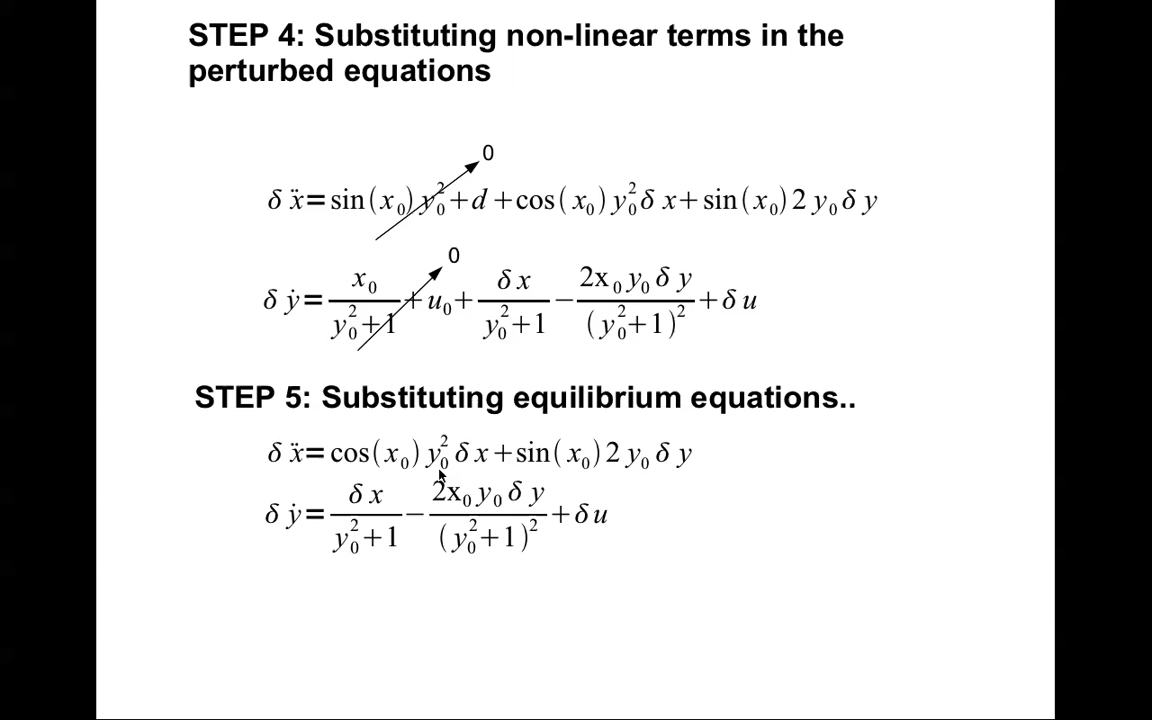 STEP 4: Substituting non-linear terms in the
perturbed equations
0
δ ẍ = sin(x₀) y₀² + d + cos(x₀) y₀² δ x + sin(x₀) 2 y₀ δ y
0
δ ẏ = x₀ / (y₀² + 1) + u₀ + δ x / (y₀² + 1) − 2x₀ y₀ δ y / (y₀² + 1)² + δ u
STEP 5: Substituting equilibrium equations..
δ ẍ = cos(x₀) y₀² δ x + sin(x₀) 2 y₀ δ y
δ ẏ = δ x / (y₀² + 1) − 2x₀ y₀ δ y / (y₀² + 1)² + δ u